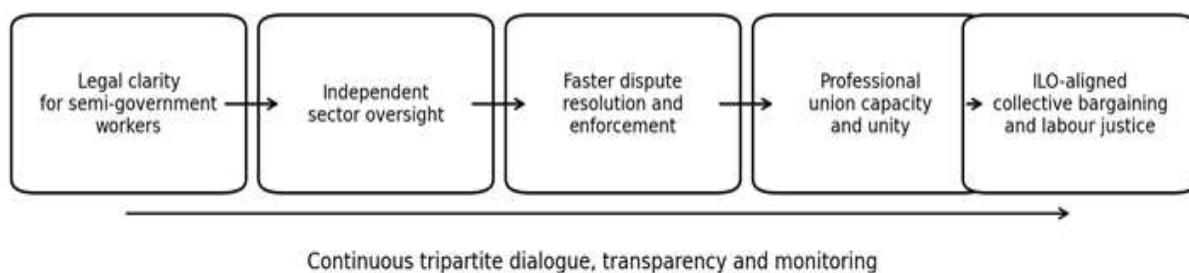 Legal clarity
for semi-government
workers
Independent
sector oversight
Faster dispute
resolution and
enforcement
Professional
union capacity
and unity
ILO-aligned
collective bargaining
and labour justice
Continuous tripartite dialogue, transparency and monitoring